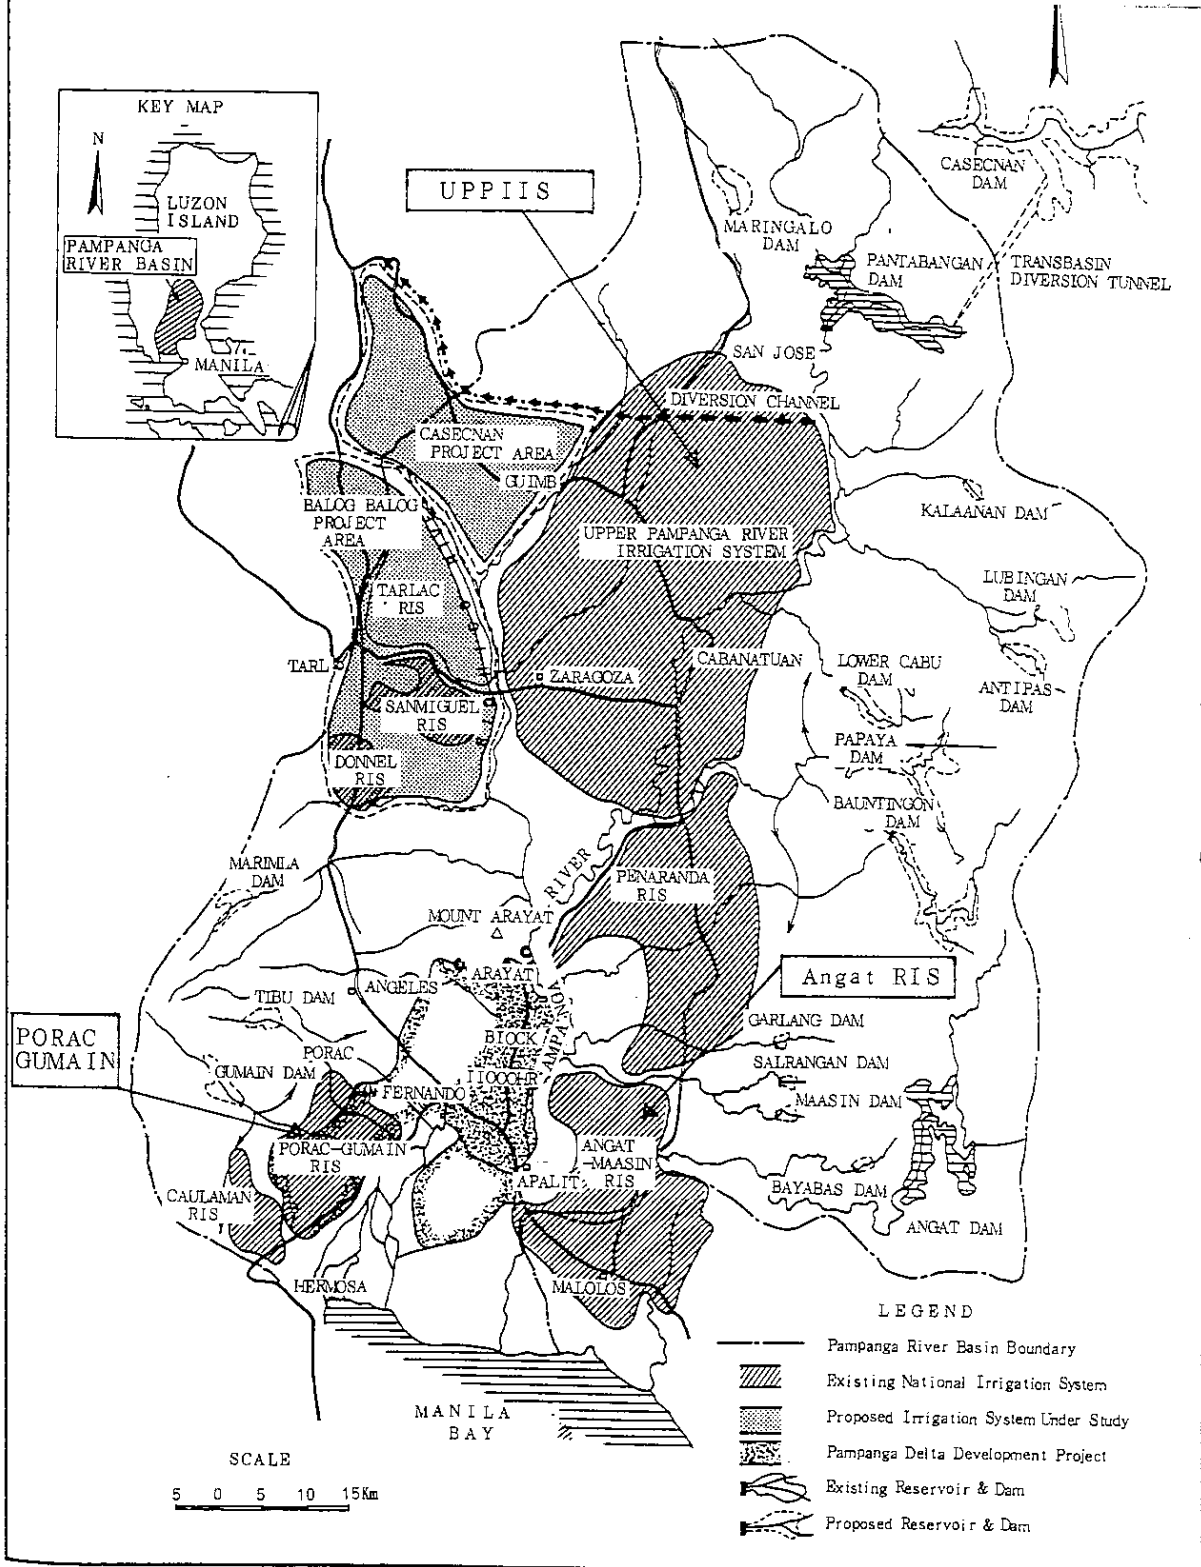 KEY MAP
N
LUZON
ISLAND
PAMPANGA
RIVER BASIN
MANILA
UPPIIS
CASECNAN
DAM
MARINGALO
DAM
PANTABANGAN
DAM
TRANSBASIN
DIVERSION TUNNEL
SAN JOSE
DIVERSION CHANNEL
CASECNAN
PROJECT AREA
GUIMB
BALOG BALOG
PROJECT
AREA
KALAANAN DAM
UPPER PAMPANGA RIVER
IRRIGATION SYSTEM
LUBINGAN
DAM
TARLAC
RIS
TARL
ZARAGOZA
CABANATUAN
LOWER CABU
DAM
ANTIPAS
DAM
SANMIGUEL
RIS
PAPAYA
DAM
DONNEL
RIS
BAUNTINGON
DAM
MARIMLA
DAM
RIVER
PENARANDA
RIS
MOUNT ARAYAT
ARAYAT
Angat RIS
ANGELES
TIBU DAM
AMPANGA
GARLANG DAM
PORAC
GUMAIN
BLOCK
PORAC
GUMAIN DAM
SALRANGAN DAM
IIOOOHR
FERNANDO
MAASIN DAM
PORAC-GUMAIN
RIS
ANGAT
-MAASIN
RIS
APALIT
CAULAMAN
RIS
BAYABAS DAM
ANGAT DAM
HERMOSA
MALOLOS
LEGEND
Pampanga River Basin Boundary
Existing National Irrigation System
Proposed Irrigation System Under Study
Pampanga Delta Development Project
Existing Reservoir & Dam
Proposed Reservoir & Dam
MANILA
BAY
SCALE
5 0 5 10 15Km